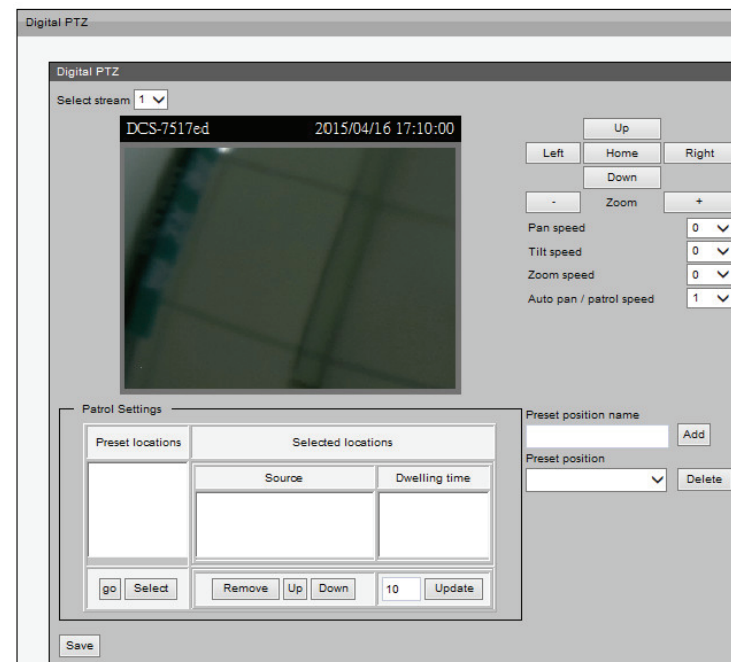 Digital PTZ
Digital PTZ
Select stream 1
DCS-7517ed 2015/04/16 17:10:00
Up
Left Home Right
Down
- Zoom +
Pan speed 0
Tilt speed 0
Zoom speed 0
Auto pan / patrol speed 1
Patrol Settings
Preset locations Selected locations
Source Dwelling time
go Select Remove Up Down 10 Update
Preset position name
Add
Preset position
Delete
Save